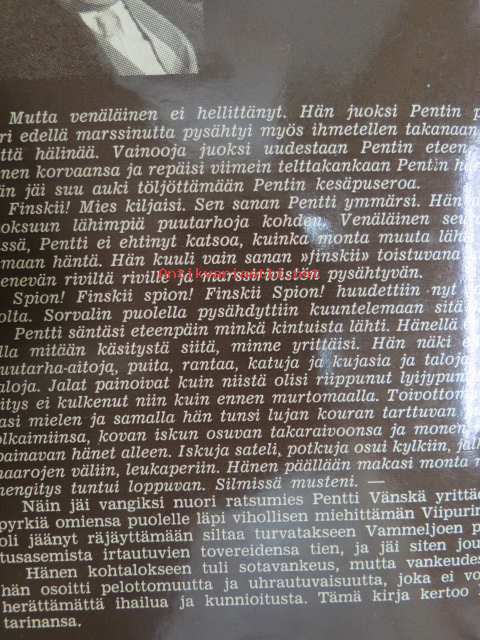 Mutta venäläinen ei hellittänyt. Hän juoksi Pentin
edellä marssinutta pysähtyi myös ihmetellen takanaan
hälinää. Vainooja juoksi uudestaan Pentin eteen,
korvaansa ja repäisi viimein telttakankaan Pentin
jäi suu auki töljöttämään Pentin kesäpuseroa.
Finskii! Mies kiljaisi. Sen sanan Pentti ymmärsi.
lähimpiä puutarhoja kohden. Venäläinen
Pentti ei ehtinyt katsoa, kuinka monta muuta
häntä. Hän kuuli vain sanan »finskii» toistuvana
riviltä riville ja marssirivistön pysähtyvän.
Antikvariaatti.com
Spion! Finskii spion! Finskii Spion! huudettiin nyt
Sorvalin puolella pysähdyttiin kuuntelemaan sitä
Pentti säntäsi eteenpäin minkä kintuista lähti. Hänellä
mitään käsitystä siitä, minne yrittäisi. Hän näki
puita, rantaa, katuja ja kujasia ja taloja
Jalat painoivat kuin niistä olisi riippunut
ei kulkenut niin kuin ennen murtomaalla.
mielen ja samalla hän tunsi lujan kouran tarttuvan
kovan iskun osuvan takaraivoonsa ja monen
painavan hänet alleen. Iskuja sateli, potkuja osui kylkiin,
väliin, leukaperiin. Hänen päällään makasi monta
hengitys tuntui loppuvan. Silmissä musteni. —
Näin jäi vangiksi nuori ratsumies Pentti Vänskä
pyrkiä omiensa puolelle läpi vihollisen miehittämän
oli jäänyt räjäyttämään siltaa turvatakseen Vammeljoen
irtautuvien tovereidensa tien, ja jäi siten
Hänen kohtalokseen tuli sotavankeus, mutta
hän osoitti pelottomuutta ja uhrautuvaisuutta, joka ei
herättämättä ihailua ja kunnioitusta. Tämä kirja kertoo
tarinansa.